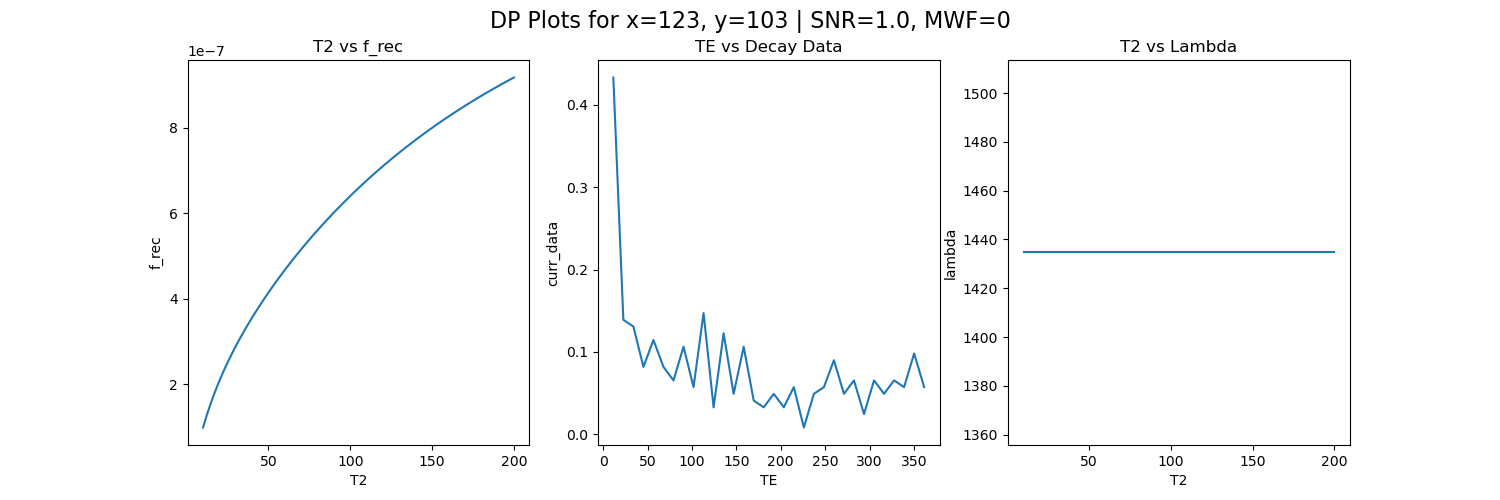 DP Plots for x=123, y=103 | SNR=1.0, MWF=0
T2 vs f_rec
1e−7
8
6
4
2
f_rec
50 100 150 200
T2
TE vs Decay Data
0.4
0.3
0.2
0.1
0.0
curr_data
0 50 100 150 200 250 300 350
TE
T2 vs Lambda
1500
1480
1460
1440
1420
1400
1380
1360
lambda
50 100 150 200
T2